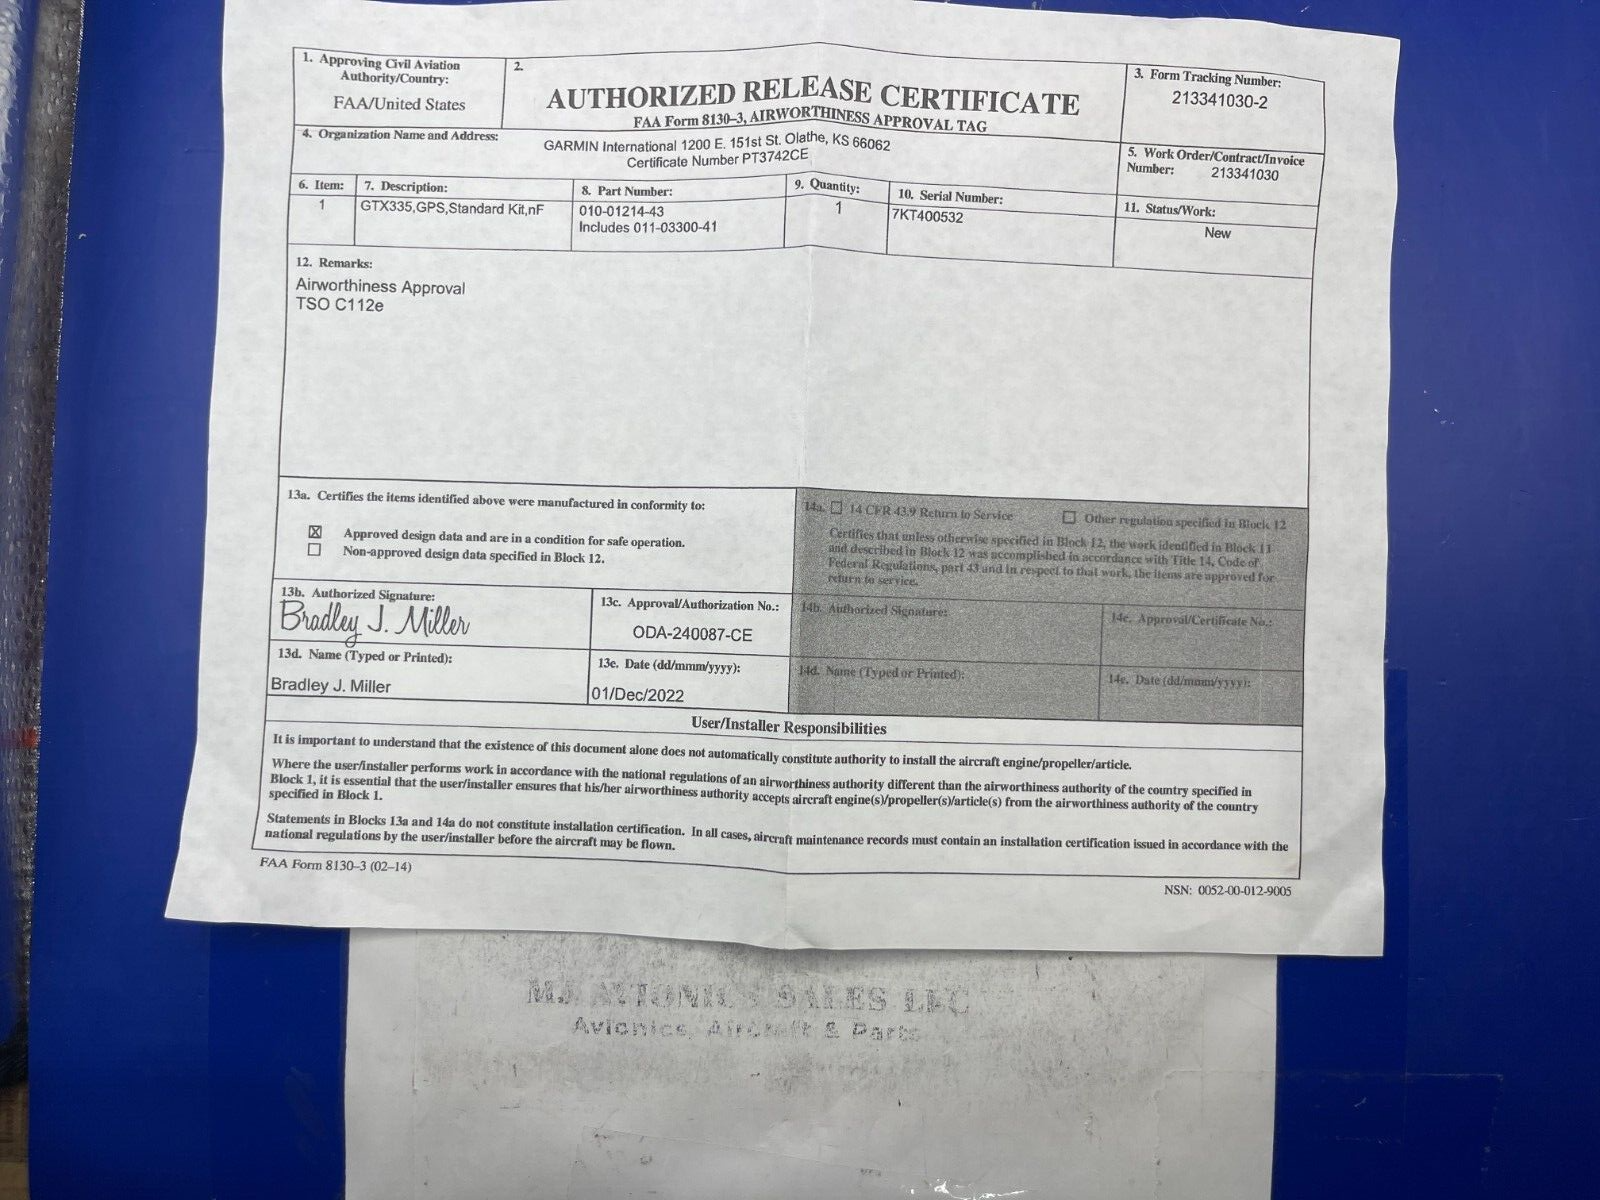 1. Approving Civil Aviation
Authority/Country:
FAA/United States
2.
AUTHORIZED RELEASE CERTIFICATE
FAA Form 8130–3, AIRWORTHINESS APPROVAL TAG
3. Form Tracking Number:
213341030-2
4. Organization Name and Address:
GARMIN International 1200 E. 151st St. Olathe, KS 66062
Certificate Number PT3742CE
5. Work Order/Contract/Invoice
Number: 213341030
6. Item:
1
7. Description:
GTX335,GPS,Standard Kit,nF
8. Part Number:
010-01214-43
Includes 011-03300-41
9. Quantity:
1
10. Serial Number:
7KT400532
11. Status/Work:
New
12. Remarks:
Airworthiness Approval
TSO C112e
13a. Certifies the items identified above were manufactured in conformity to:
Approved design data and are in a condition for safe operation.
Non-approved design data specified in Block 12.
14a. 14 CFR 43.9 Return to Service Other regulation specified in Block 12
Certifies that unless otherwise specified in Block 12, the work identified in Block 11
and described in Block 12 was accomplished in accordance with Title 14, Code of
Federal Regulations, part 43 and in respect to that work, the items are approved for
return to service.
13b. Authorized Signature:
Bradley J. Miller
13c. Approval/Authorization No.:
ODA-240087-CE
14b. Authorized Signature:
14c. Approval/Certificate No.:
13d. Name (Typed or Printed):
Bradley J. Miller
13e. Date (dd/mmm/yyyy):
01/Dec/2022
14d. Name (Typed or Printed):
14e. Date (dd/mmm/yyyy):
User/Installer Responsibilities
It is important to understand that the existence of this document alone does not automatically constitute authority to install the aircraft engine/propeller/article.
Where the user/installer performs work in accordance with the national regulations of an airworthiness authority different than the airworthiness authority of the country specified in
Block 1, it is essential that the user/installer ensures that his/her airworthiness authority accepts aircraft engine(s)/propeller(s)/article(s) from the airworthiness authority of the country
specified in Block 1.
Statements in Blocks 13a and 14a do not constitute installation certification. In all cases, aircraft maintenance records must contain an installation certification issued in accordance with the
national regulations by the user/installer before the aircraft may be flown.
FAA Form 8130–3 (02–14)
NSN: 0052-00-012-9005
SALES LLC
Avionics, Aircraft & Parts